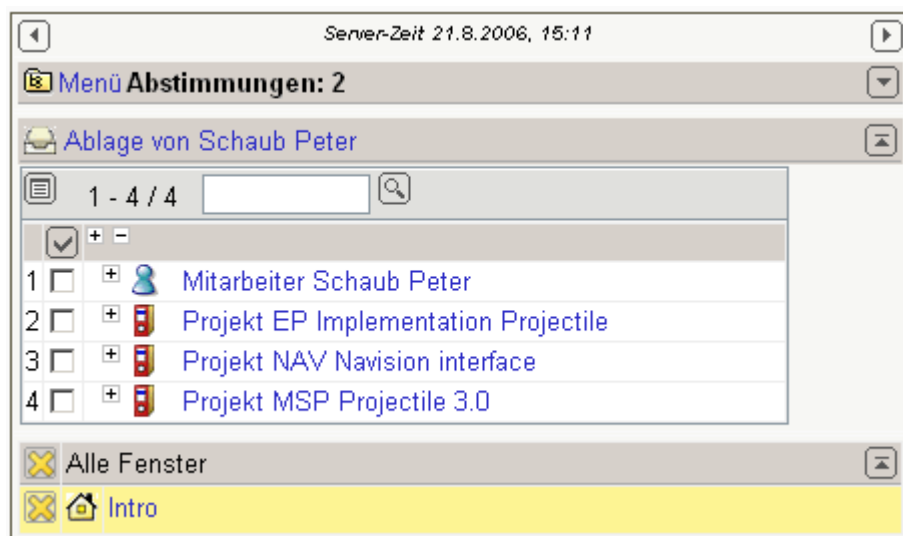 Server-Zeit 21.8.2006, 15:11
Menü Abstimmungen: 2
Ablage von Schaub Peter
1 - 4 / 4
1 Mitarbeiter Schaub Peter
2 Projekt EP Implementation Projectile
3 Projekt NAV Navision interface
4 Projekt MSP Projectile 3.0
Alle Fenster
Intro